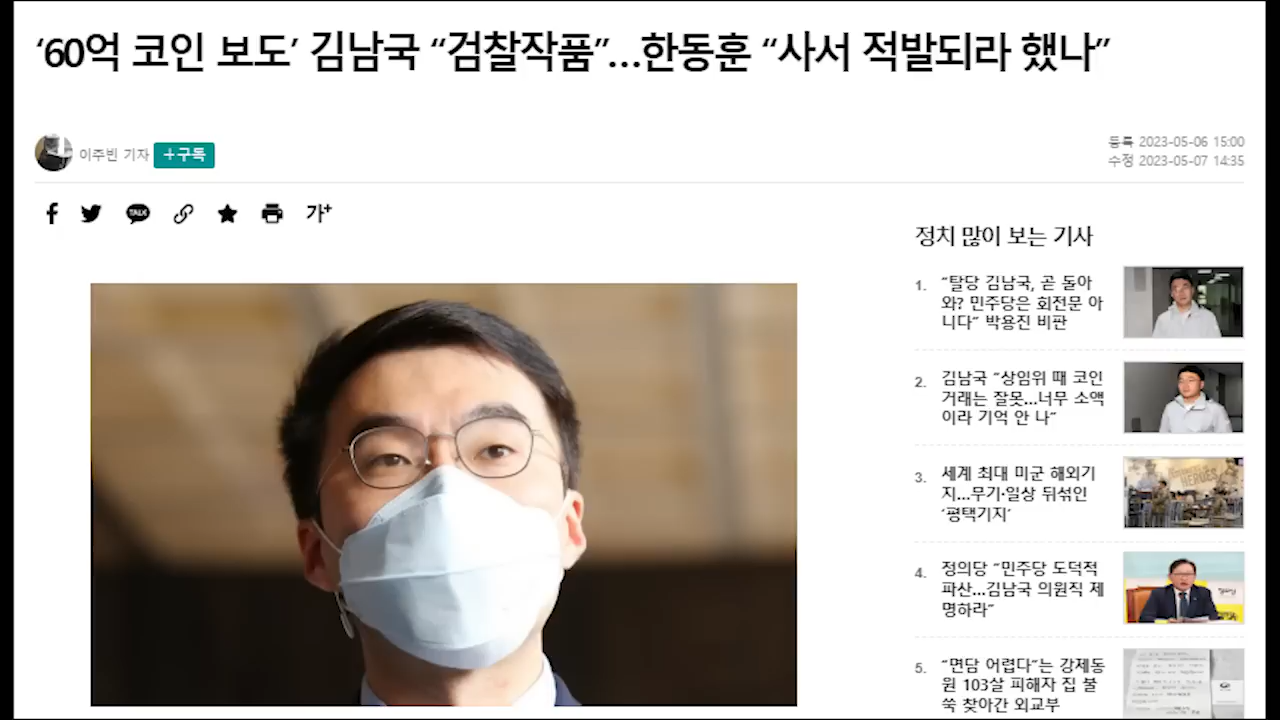 ‘60억 코인 보도’ 김남국 “검찰작품”…한동훈 “사서 적발되라 했나”
이주빈 기자 +구독
등록 2023-05-06 15:00
수정 2023-05-07 14:35
TALK
가+
정치 많이 보는 기사
1. “탈당 김남국, 곧 돌아
와? 민주당은 회전문 아
니다” 박용진 비판
2. 김남국 “상임위 때 코인
거래는 잘못…너무 소액
이라 기억 안 나”
3. 세계 최대 미군 해외기
지…무기·일상 뒤섞인
‘평택기지’
HEROES
4. 정의당 “민주당 도덕적
파산…김남국 의원직 제
명하라”
5. “면담 어렵다”는 강제동
원 103살 피해자 집 불
쑥 찾아간 외교부